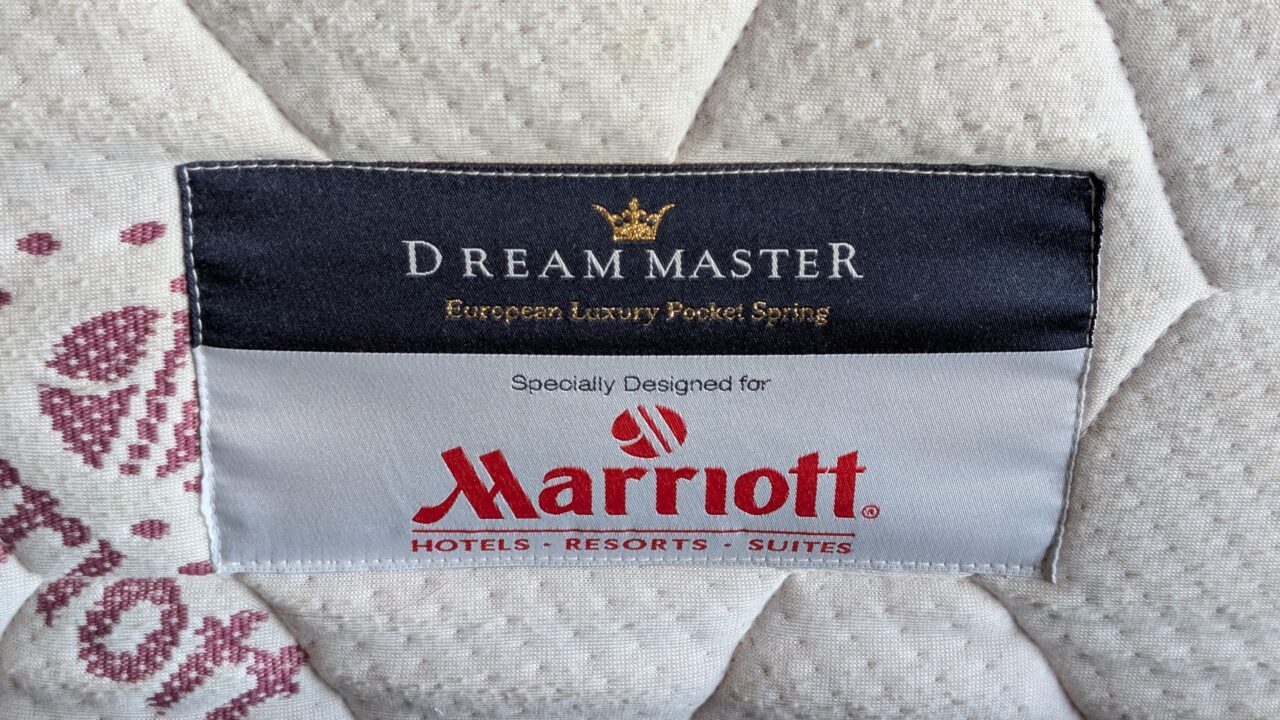 DREAM MASTER
European Luxury Pocket Spring
Specially Designed for
Marriott®
HOTELS · RESORTS · SUITES